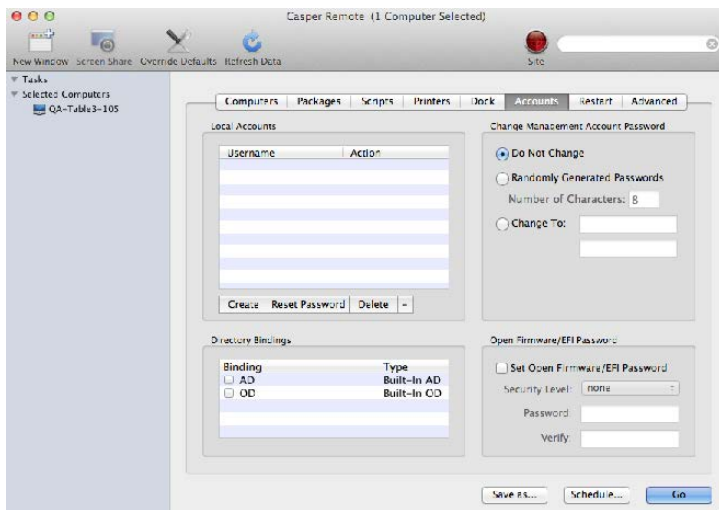 Casper Remote (1 Computer Selected)
New Window Screen Share Override Defaults Refresh Data Site
Tasks
Selected Computers
QA-Table3-105
Computers Packages Scripts Printers Dock Accounts Restart Advanced
Local Accounts
Username Action
Create Reset Password Delete -
Change Management Account Password
Do Not Change
Randomly Generated Passwords
Number of Characters: 8
Change To:
Directory Bindings
Binding Type
AD Built-In AD
OD Built-In OD
Open Firmware/EFI Password
Set Open Firmware/EFI Password
Security Level: none
Password:
Verify:
Save as... Schedule... Go